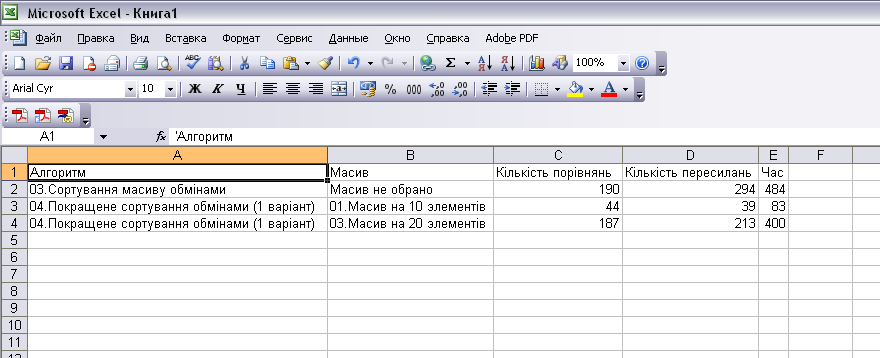 Microsoft Excel - Книга1
Файл Правка Вид Вставка Формат Сервис Данные Окно Справка Adobe PDF
Σ 100%
Arial Cyr 10 Ж К Ч % 000
A1 fx 'Алгоритм
A B C D E F
1 Алгоритм Масив Кількість порівнянь Кількість пересилань Час
2 03.Сортування масиву обмінами Масив не обрано 190 294 484
3 04.Покращене сортування обмінами (1 варіант) 01.Масив на 10 элементів 44 39 83
4 04.Покращене сортування обмінами (1 варіант) 03.Масив на 20 элементів 187 213 400
5
6
7
8
9
10
11